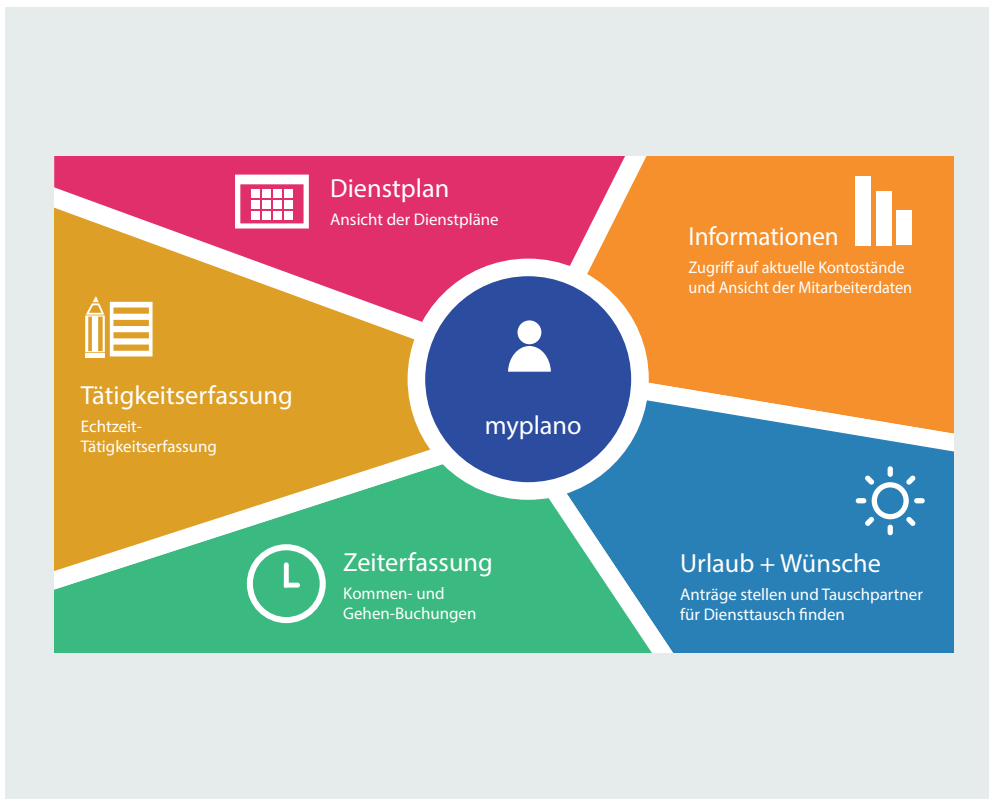 Dienstplan
Ansicht der Dienstpläne
Informationen
Zugriff auf aktuelle Kontostände
und Ansicht der Mitarbeiterdaten
Tätigkeitserfassung
Echtzeit-
Tätigkeitserfassung
myplano
Zeiterfassung
Kommen- und
Gehen-Buchungen
Urlaub + Wünsche
Anträge stellen und Tauschpartner
für Diensttausch finden